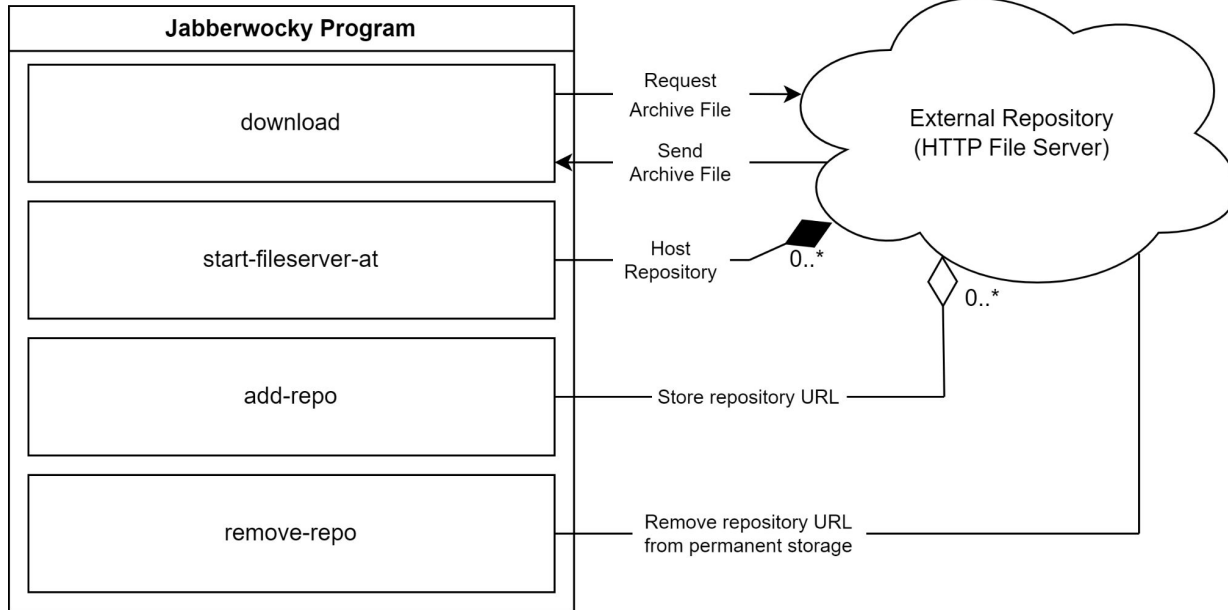 Jabberwocky Program
download
Request
Archive File
Send
Archive File
External Repository
(HTTP File Server)
start-fileserver-at
Host
Repository
0..*
0..*
add-repo
Store repository URL
remove-repo
Remove repository URL
from permanent storage